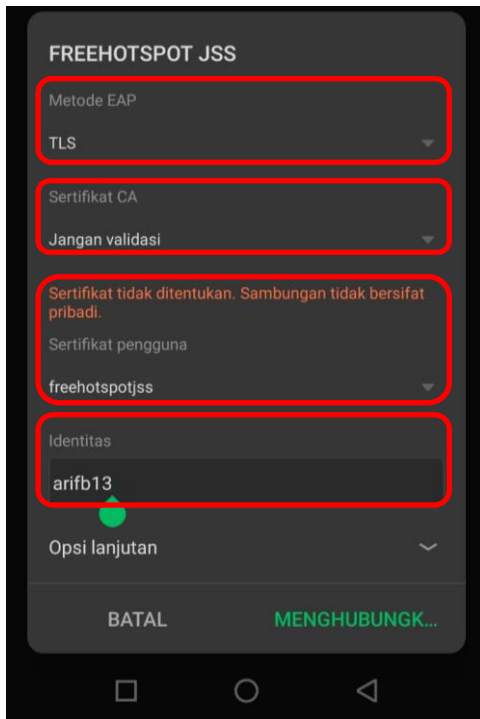 FREEHOTSPOT JSS
Metode EAP
TLS
Sertifikat CA
Jangan validasi
Sertifikat tidak ditentukan. Sambungan tidak bersifat
pribadi.
Sertifikat pengguna
freehotspotjss
Identitas
arifb13
Opsi lanjutan
BATAL
MENGHUBUNGK...